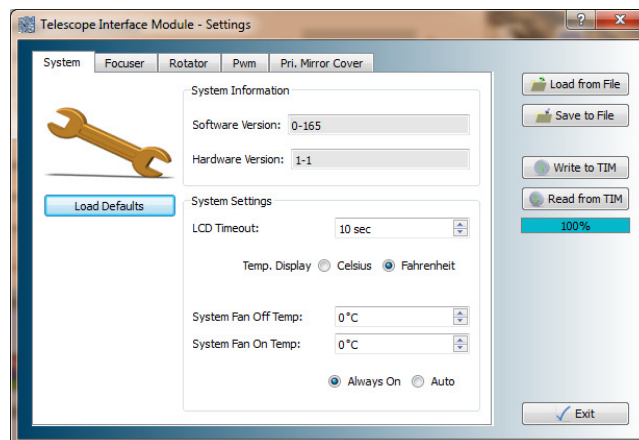 Telescope Interface Module - Settings
System Focuser Rotator Pwm Pri. Mirror Cover
System Information
Software Version: 0-165
Hardware Version: 1-1
Load Defaults
System Settings
LCD Timeout: 10 sec
Temp. Display Celsius Fahrenheit
System Fan Off Temp: 0°C
System Fan On Temp: 0°C
Always On Auto
Load from File
Save to File
Write to TIM
Read from TIM
100%
Exit